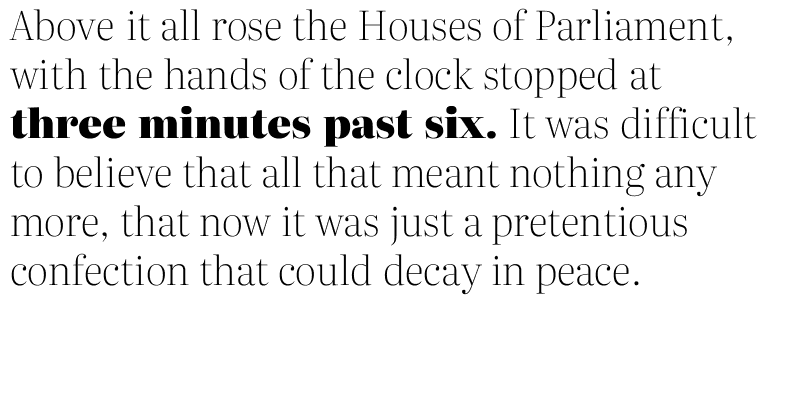 Above it all rose the Houses of Parliament,
with the hands of the clock stopped at
three minutes past six. It was difficult
to believe that all that meant nothing any
more, that now it was just a pretentious
confection that could decay in peace.